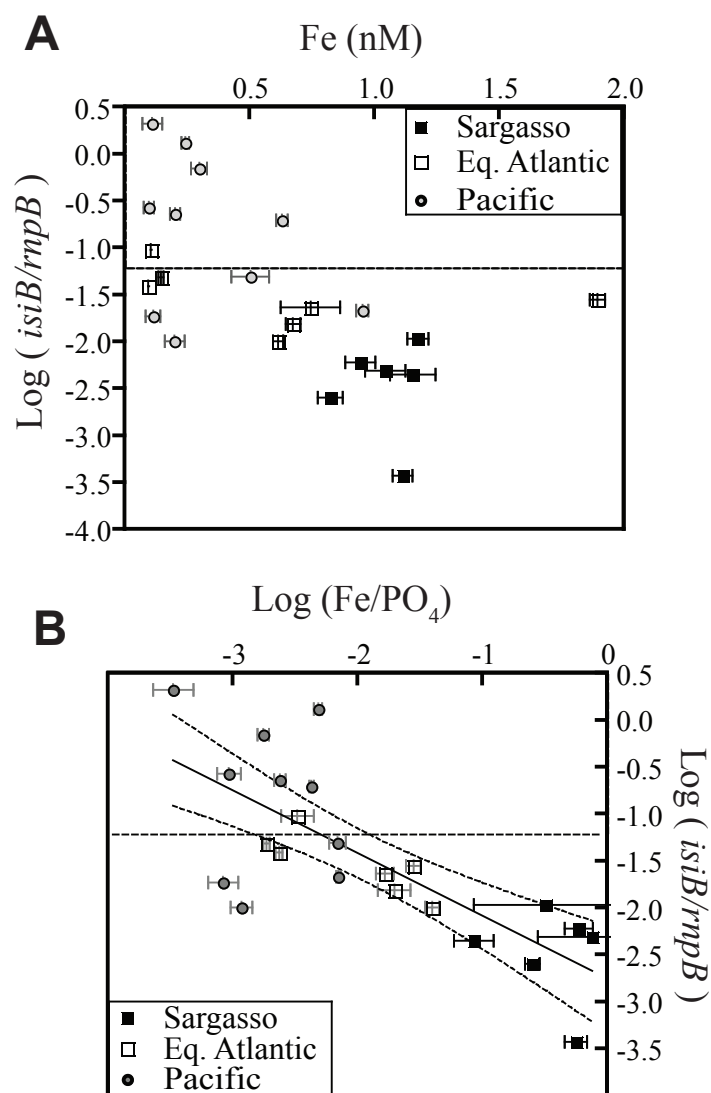 A
Fe (nM)
0.5 1.0 2.0
0.5
0.0
-0.5
-1.0
-1.5
-2.0
-2.5
-3.0
-3.5
-4.0
Log ( isiB/rnpB )
Sargasso
Eq. Atlantic
Pacific
B
Log (Fe/PO₄)
-3 -2 -1 0
0.5
0.0
-0.5
-1.0
-1.5
-2.0
-2.5
-3.0
-3.5
Log ( isiB/rnpB )
Sargasso
Eq. Atlantic
Pacific